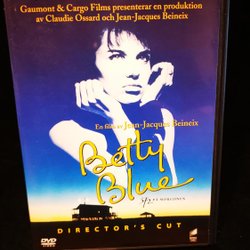 Gaumont & Cargo Films presenterar en produktion
av Claudie Ossard och Jean-Jacques Beineix
En film av Jean-Jacques Beineix
Betty
Blue
DIRECTOR'S CUT
DVD